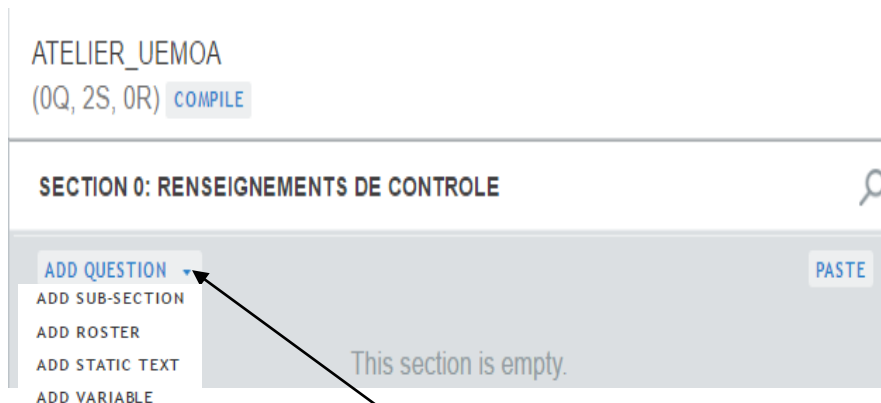 ATELIER_UEMOA
(0Q, 2S, 0R) COMPILE
SECTION 0: RENSEIGNEMENTS DE CONTROLE
ADD QUESTION PASTE
ADD SUB-SECTION
ADD ROSTER
ADD STATIC TEXT
This section is empty.
ADD VARIABLE